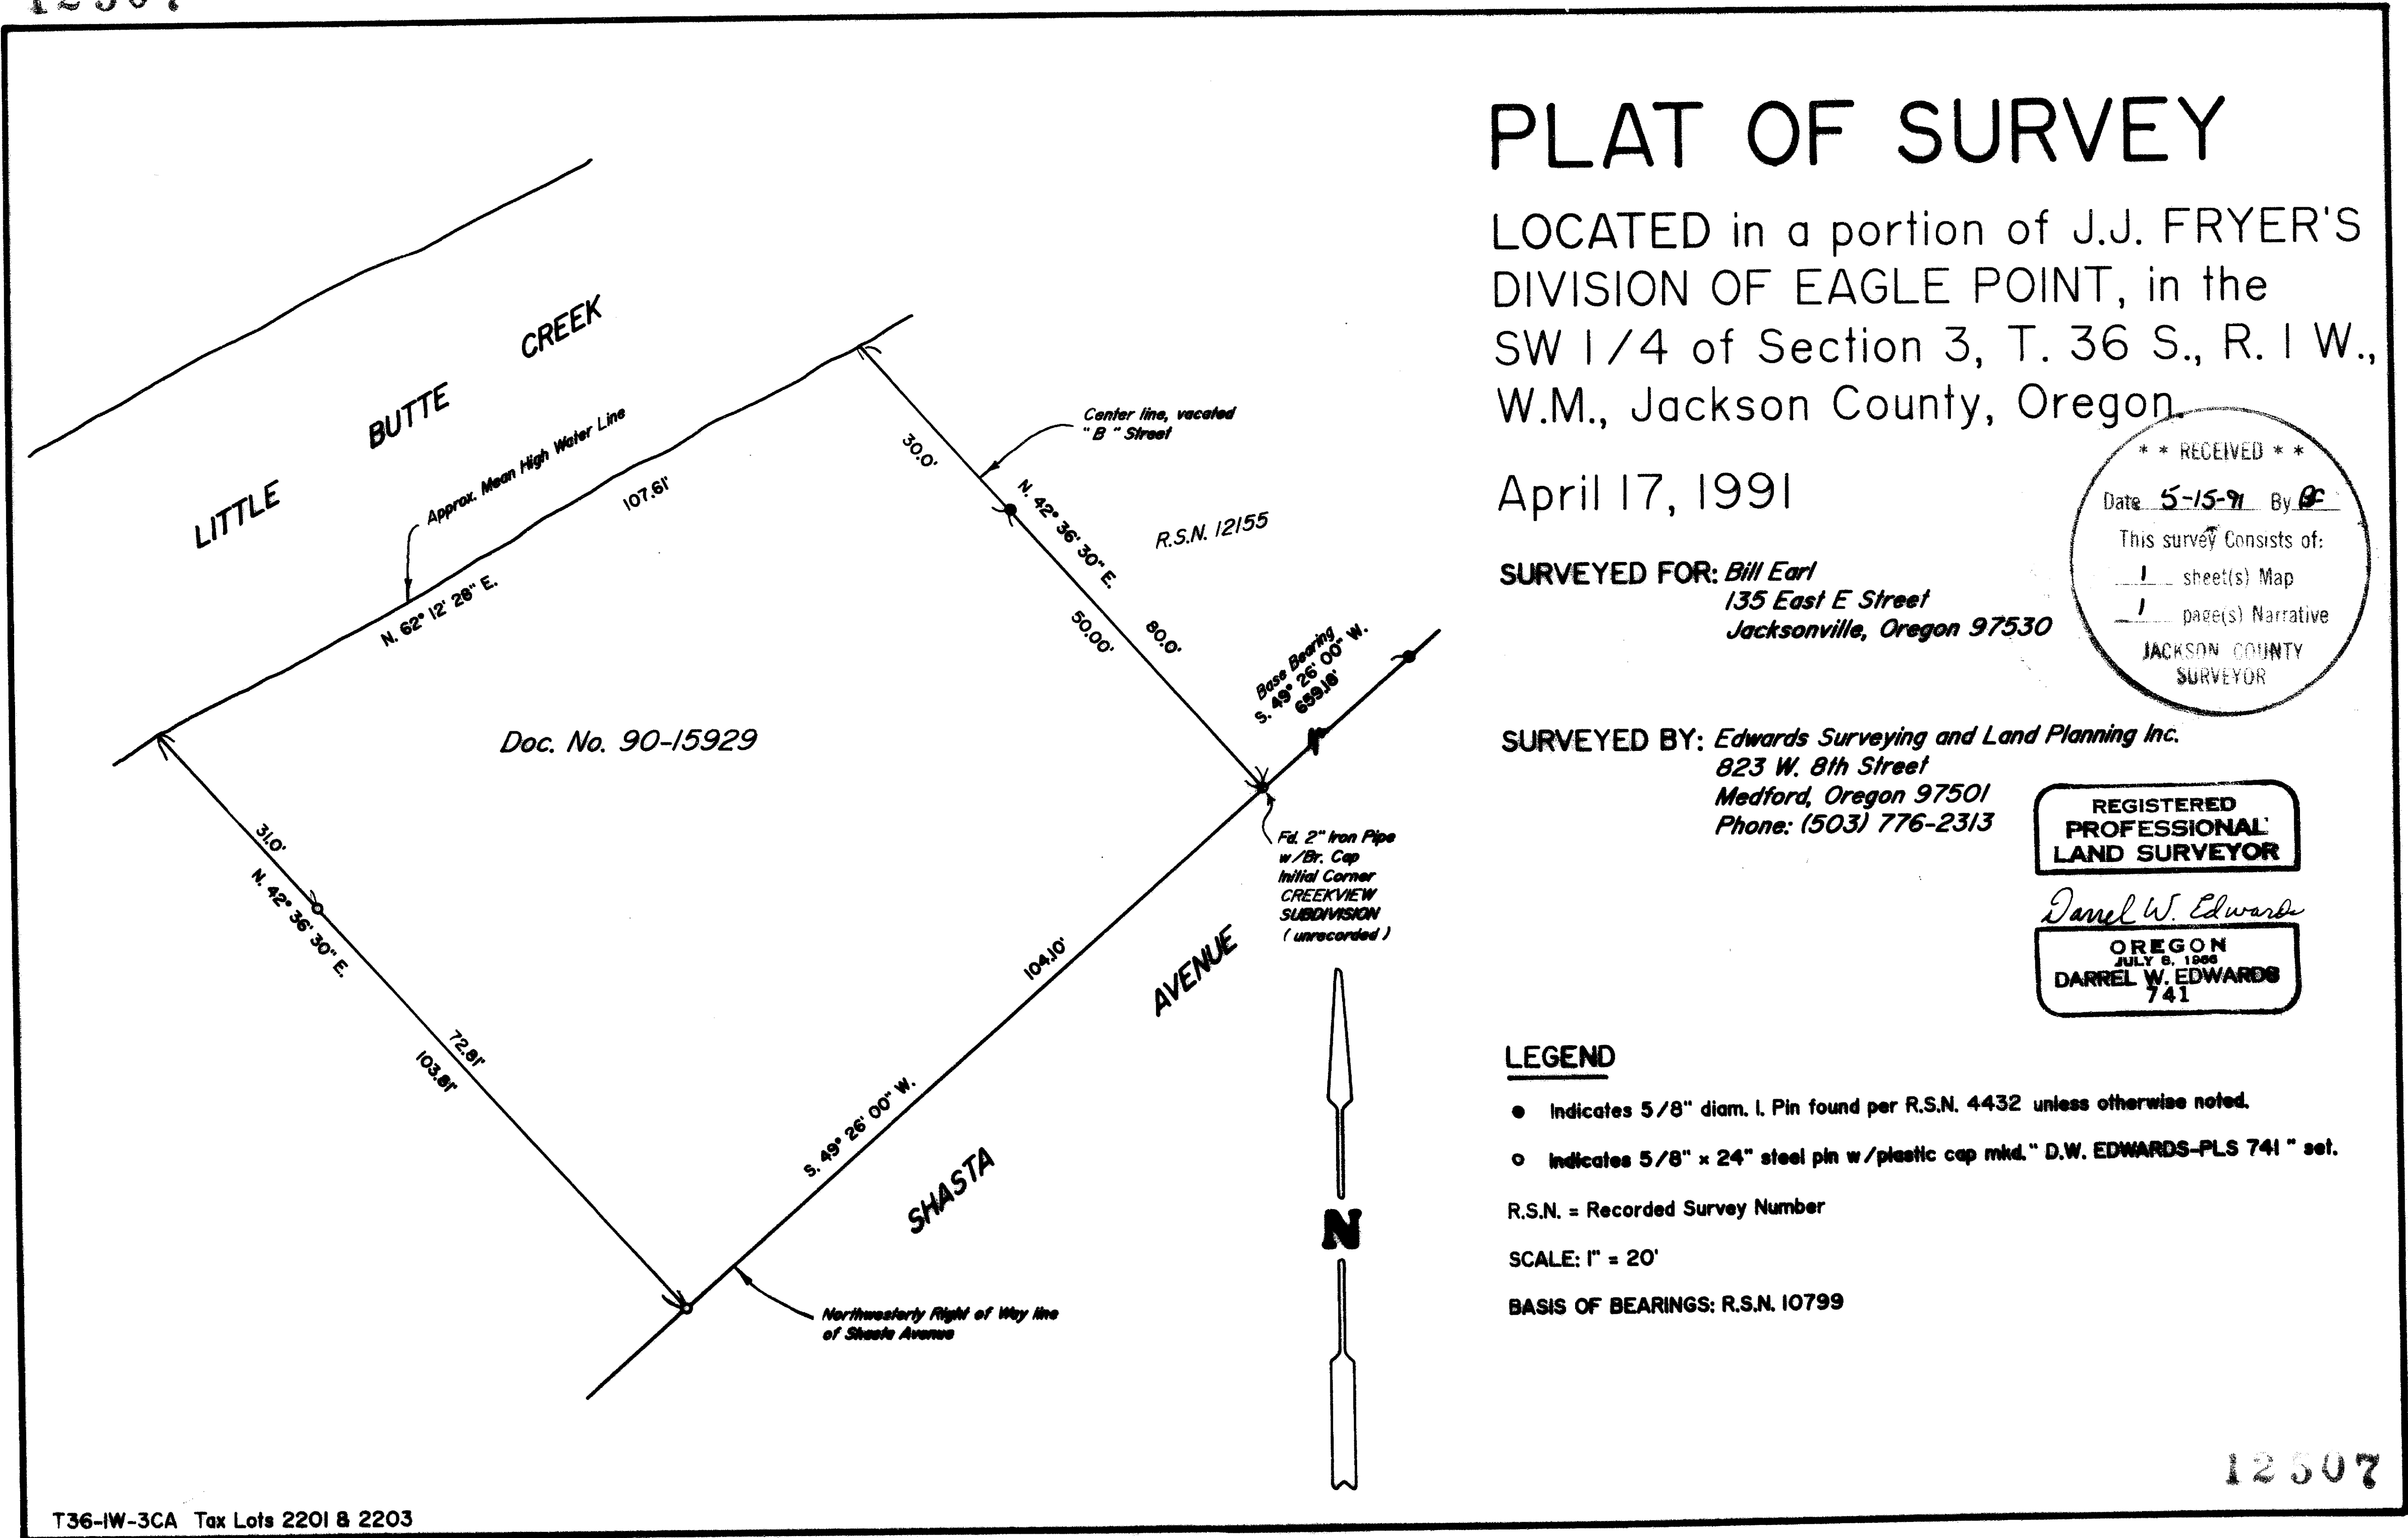 12507
PLAT OF SURVEY
LOCATED in a portion of J.J. FRYER'S
DIVISION OF EAGLE POINT, in the
SW 1/4 of Section 3, T. 36 S., R. 1 W.,
W.M., Jackson County, Oregon.
April 17, 1991
* * RECEIVED * *
Date 5-15-91 By
This survey Consists of:
1 sheet(s) Map
1 page(s) Narrative
JACKSON COUNTY
SURVEYOR
SURVEYED FOR: Bill Earl
135 East E Street
Jacksonville, Oregon 97530
SURVEYED BY: Edwards Surveying and Land Planning Inc.
823 W. 8th Street
Medford, Oregon 97501
Phone: (503) 776-2313
REGISTERED
PROFESSIONAL
LAND SURVEYOR
Darrel W. Edwards
OREGON
JULY 8, 1966
DARREL W. EDWARDS
741
LEGEND
Indicates 5/8" diam. I. Pin found per R.S.N. 4432 unless otherwise noted.
Indicates 5/8" x 24" steel pin w/plastic cap mkd." D.W. EDWARDS-PLS 741 " set.
R.S.N. = Recorded Survey Number
SCALE: 1" = 20'
BASIS OF BEARINGS: R.S.N. 10799
12507
LITTLE BUTTE CREEK
Approx. Mean High Water Line
107.61'
N. 62° 12' 28" E.
Center line, vacated
"B" Street
30.0'
N. 42° 36' 30" E.
50.00'
80.0'
R.S.N. 12155
Base Bearing
S. 49° 26' 00" W.
659.18'
Doc. No. 90-15929
31.0'
N. 42° 36' 30" E.
72.81'
103.81'
Fd. 2" Iron Pipe
w/Br. Cap
Initial Corner
CREEKVIEW
SUBDIVISION
( unrecorded )
104.10'
S. 49° 26' 00" W.
SHASTA AVENUE
Northwesterly Right of Way line
of Shasta Avenue
N
T36-1W-3CA Tax Lots 2201 & 2203